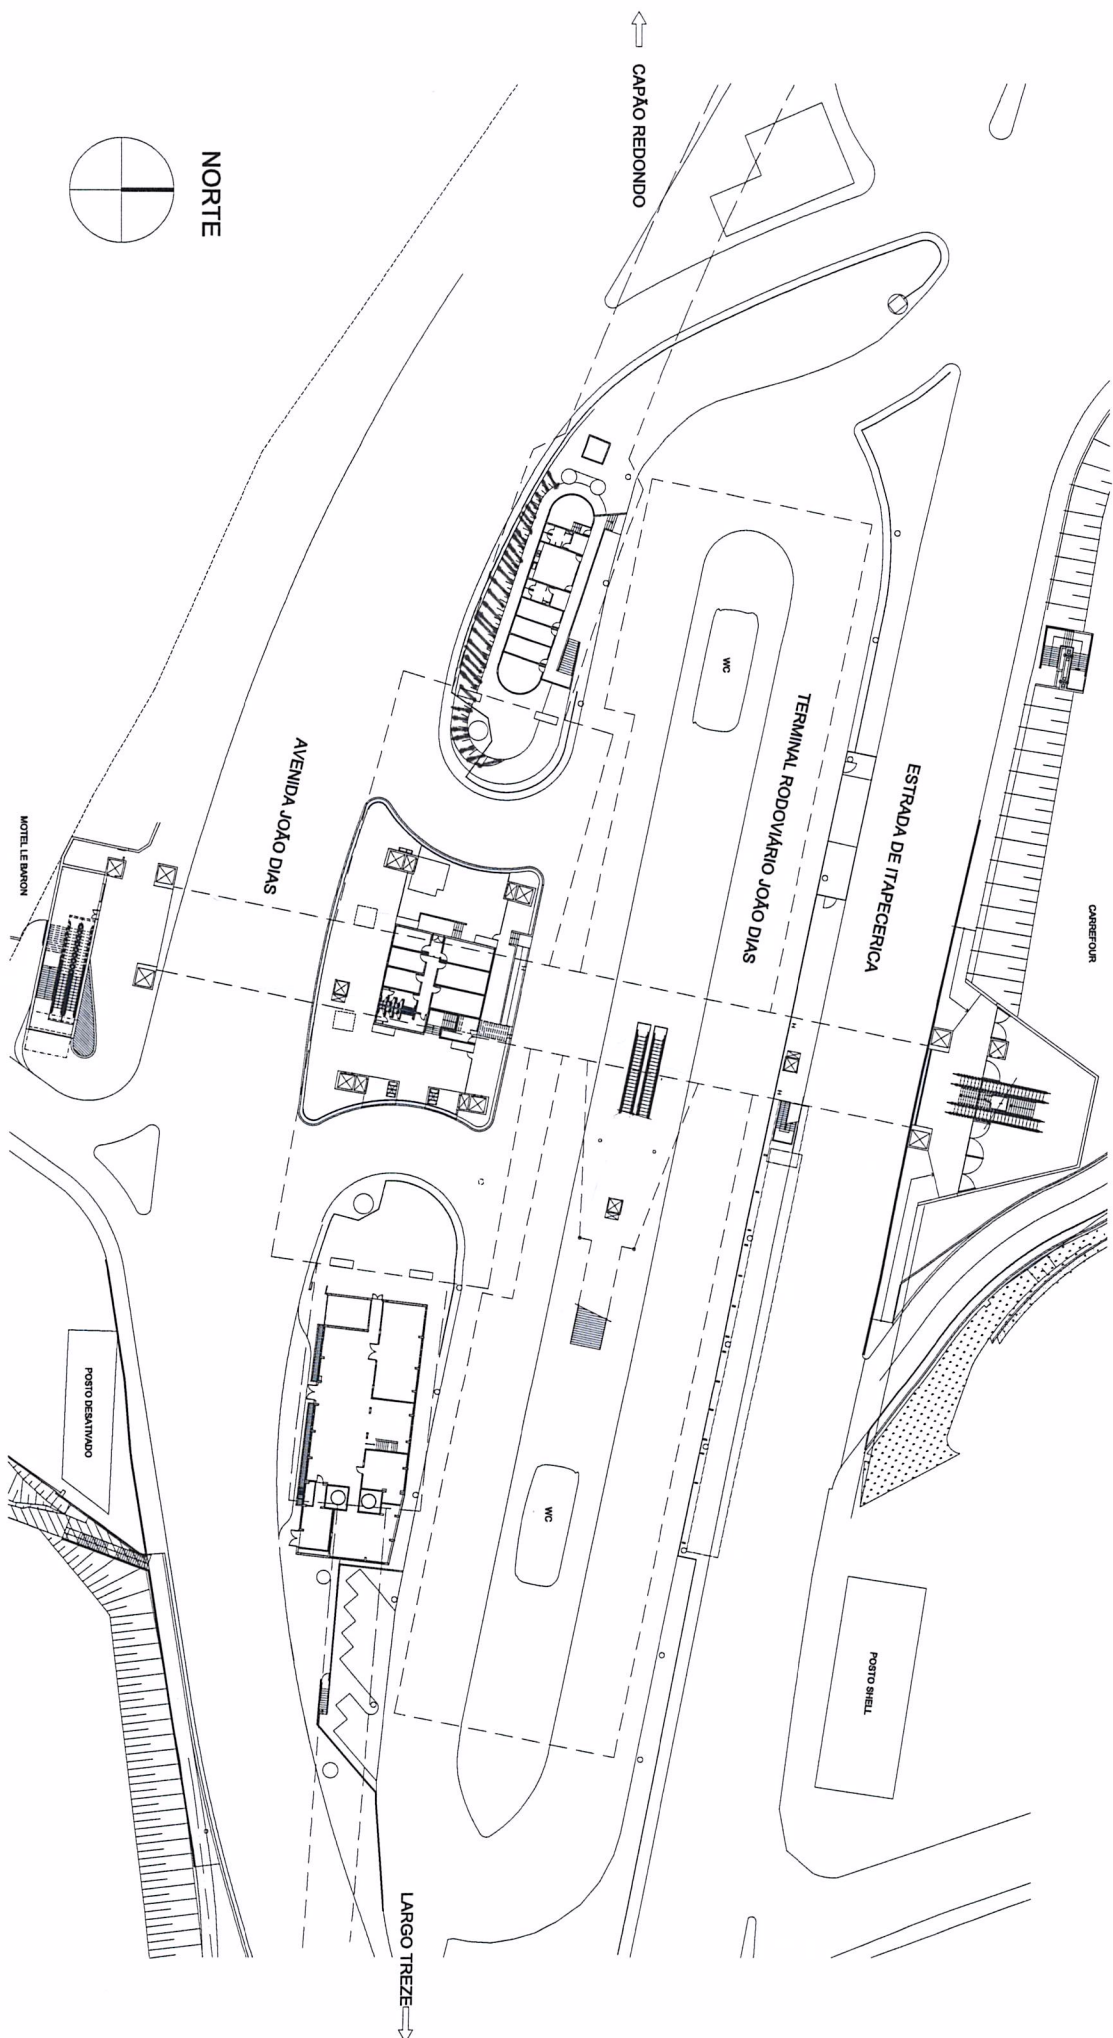 CAPÃO REDONDO
NORTE
WC
TERMINAL RODOVIÁRIO JOÃO DIAS
ESTRADA DE ITAPECERICA
CARREFOUR
AVENIDA JOÃO DIAS
MOTEL LE BARON
POSTO DESATIVADO
WC
POSTO SHELL
LARGO TREZE